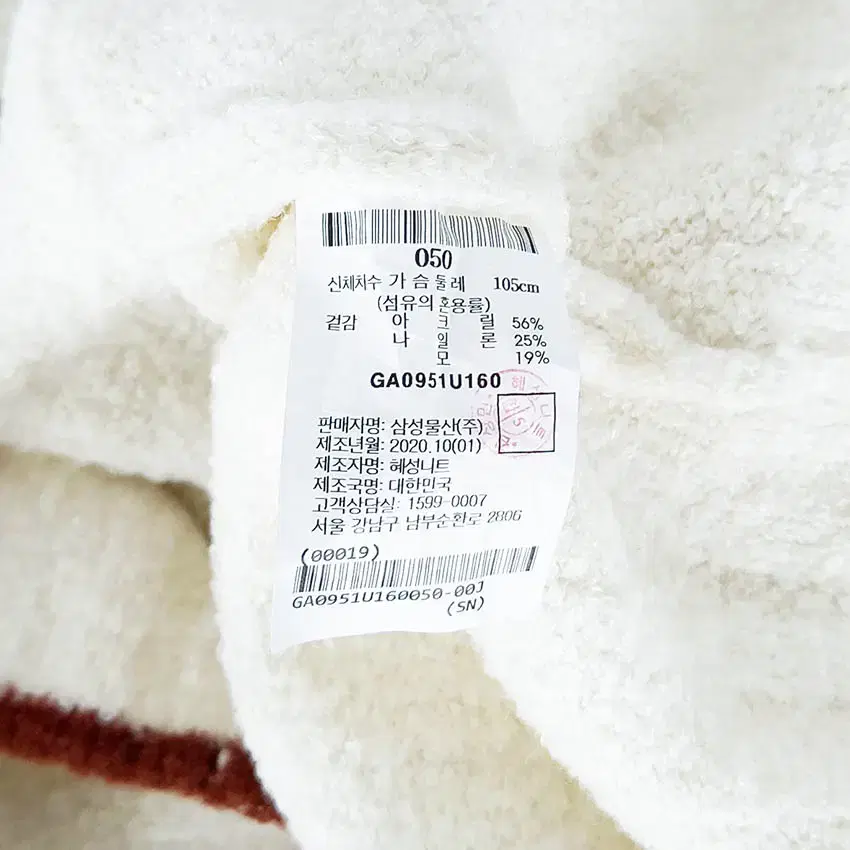 050
신체치수 가슴둘레 105cm
(섬유의 혼용률)
겉감 아크릴 56%
나일론 25%
모 19%
GA0951U160
판매자명: 삼성물산(주)
제조년월: 2020.10(01)
제조자명: 혜성니트
제조국명: 대한민국
고객상담실: 1599-0007
서울 강남구 남부순환로 2806
(00019)
GA0951U160050-00J
(SN)